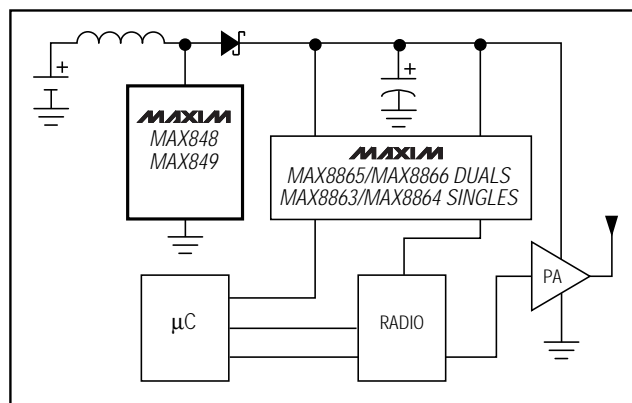 +
+
MAXIM
MAX848
MAX849
MAXIM
MAX8865/MAX8866 DUALS
MAX8863/MAX8864 SINGLES
PA
µC
RADIO